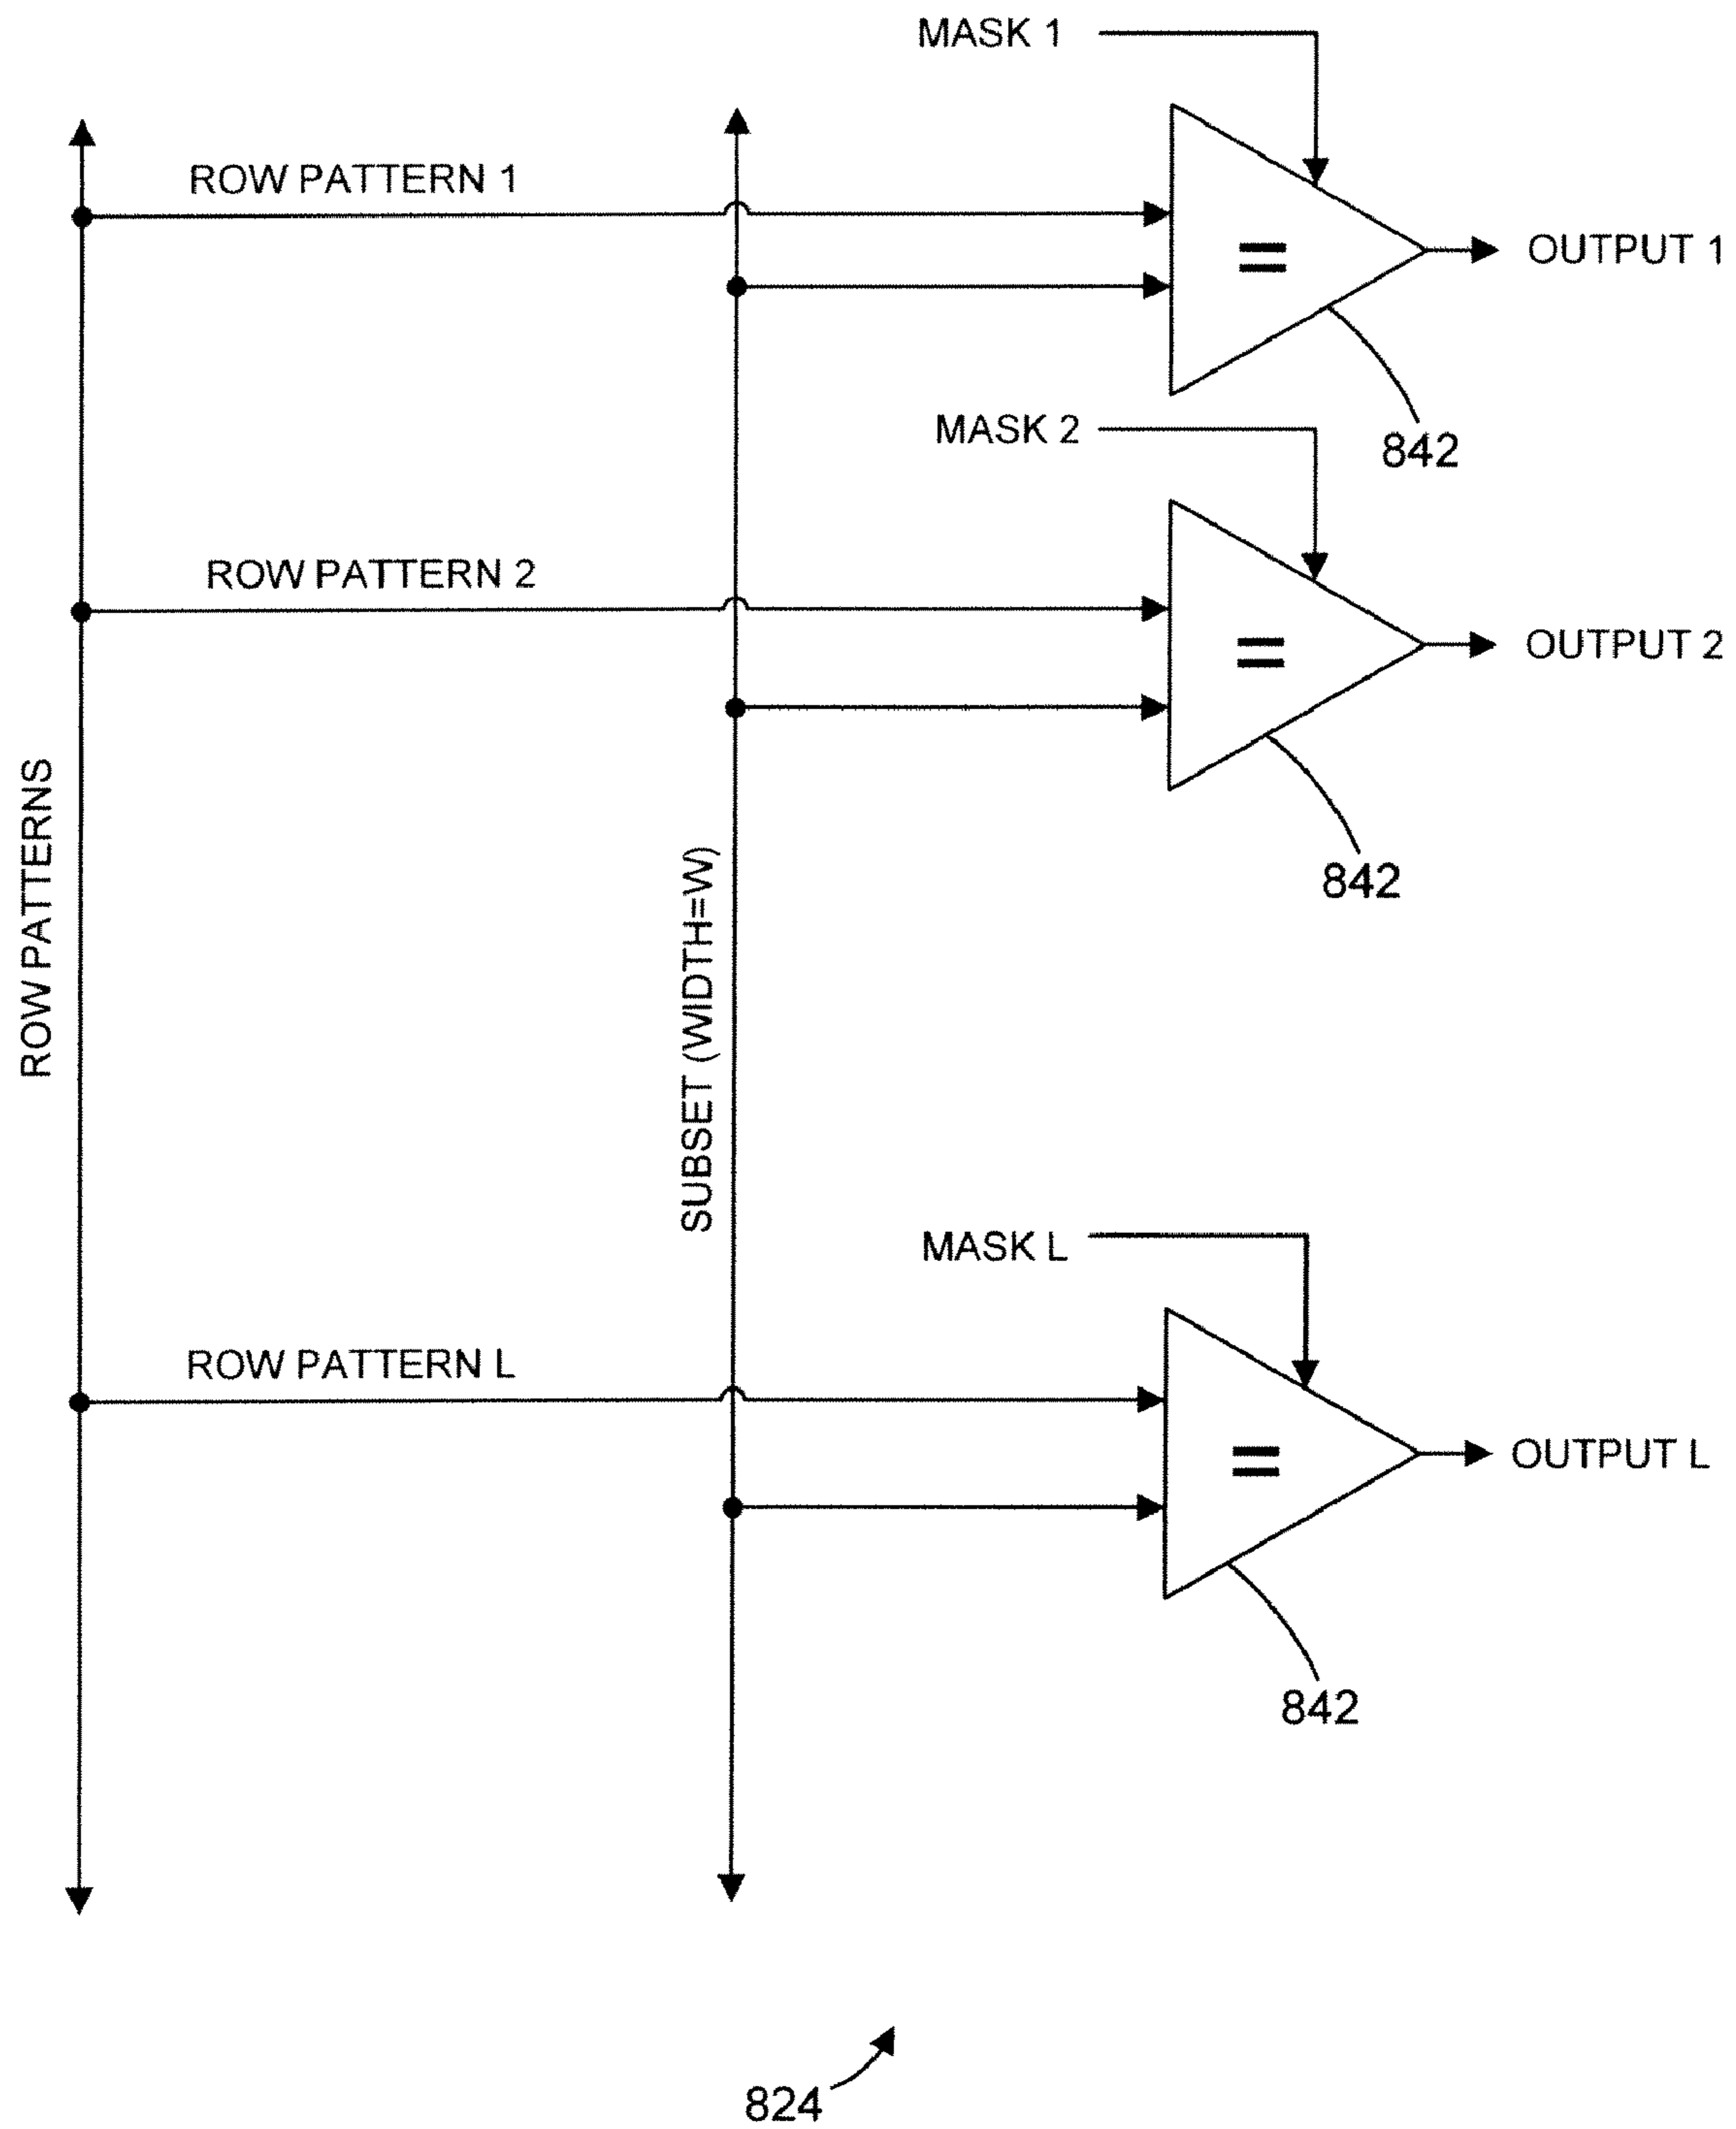 MASK 1
ROW PATTERN 1
=
OUTPUT 1
842
MASK 2
ROW PATTERN 2
=
OUTPUT 2
842
ROW PATTERNS
SUBSET (WIDTH=W)
MASK L
ROW PATTERN L
=
OUTPUT L
842
824